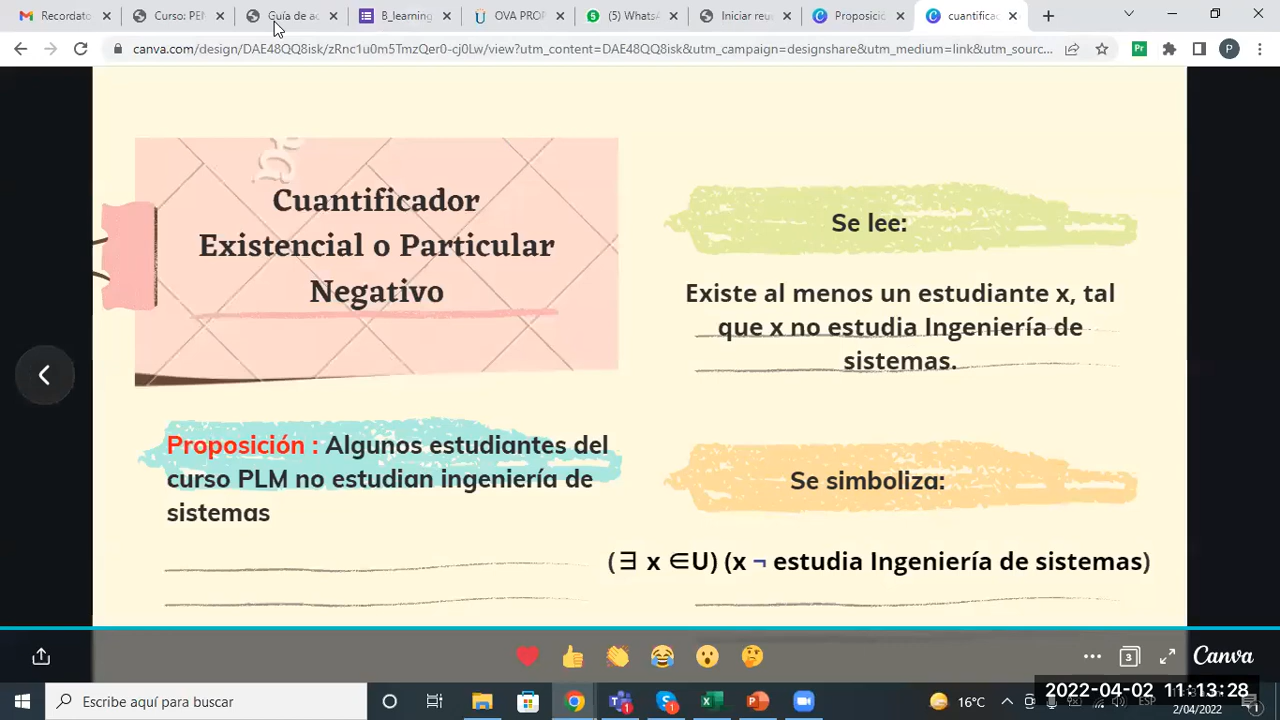 Recordato
Curso: PEN
Guía de ac
B_learning
OVA PROP
(5) WhatsA
Iniciar reu
Proposició
cuantificac
canva.com/design/DAE48QQ8isk/zRnc1u0m5TmzQer0-cj0Lw/view?utm_content=DAE48QQ8isk&utm_campaign=designshare&utm_medium=link&utm_sourc...
Pr
P
Cuantificador
Existencial o Particular
Negativo
Se lee:
Existe al menos un estudiante x, tal
que x no estudia Ingeniería de
sistemas.
Proposición : Algunos estudiantes del
curso PLM no estudian ingeniería de
sistemas
Se simboliza:
(∃ x ∈U) (x ¬ estudia Ingeniería de sistemas)
3
Canva
Escribe aquí para buscar
16°C
ESP
2022-04-02 11:13:28
2/04/2022